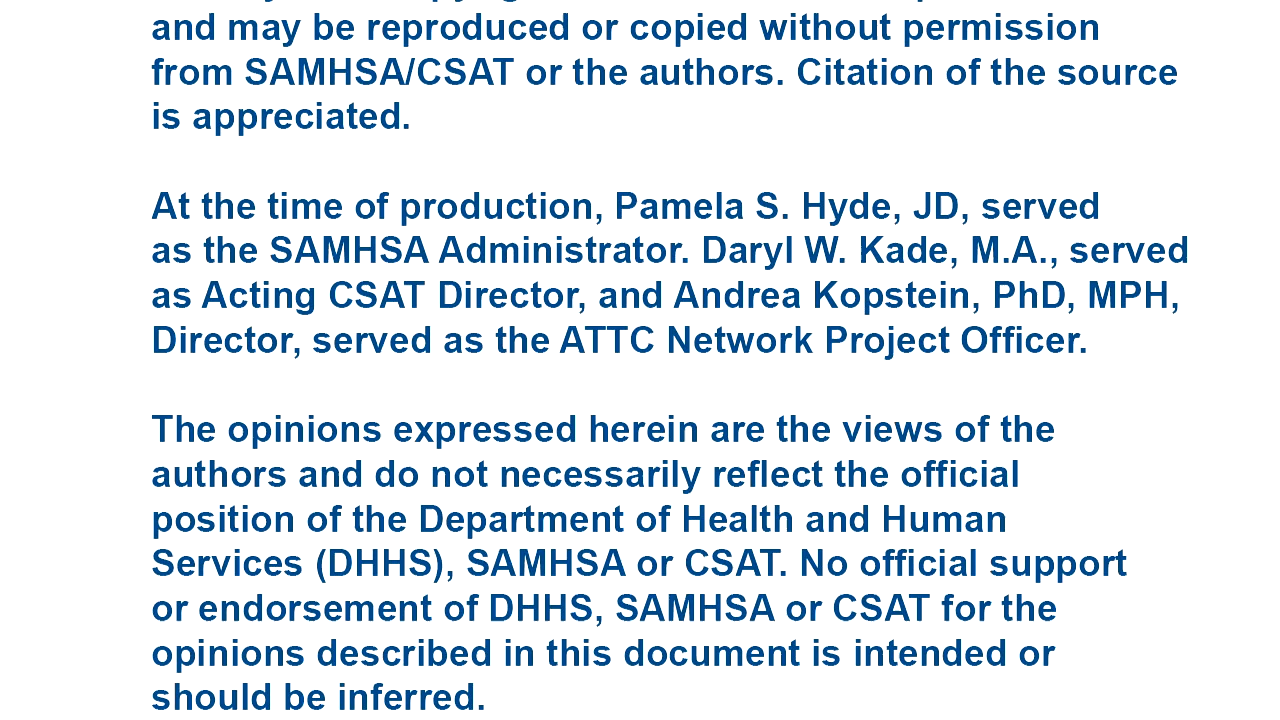 and may be reproduced or copied without permission
from SAMHSA/CSAT or the authors. Citation of the source
is appreciated.
At the time of production, Pamela S. Hyde, JD, served
as the SAMHSA Administrator. Daryl W. Kade, M.A., served
as Acting CSAT Director, and Andrea Kopstein, PhD, MPH,
Director, served as the ATTC Network Project Officer.
The opinions expressed herein are the views of the
authors and do not necessarily reflect the official
position of the Department of Health and Human
Services (DHHS), SAMHSA or CSAT. No official support
or endorsement of DHHS, SAMHSA or CSAT for the
opinions described in this document is intended or
should be inferred.